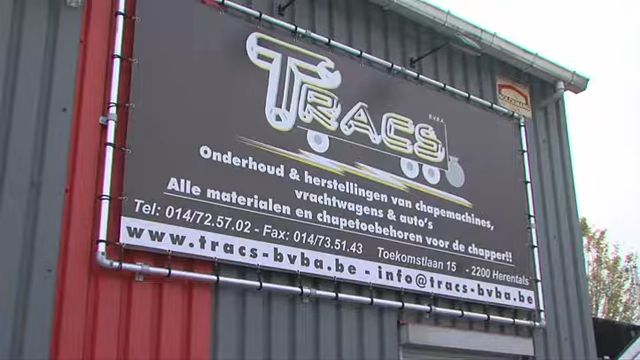 TRACS
BVBA
Onderhoud & herstellingen van chapemachines,
vrachtwagens & auto's
Alle materialen en chapetoebehoren voor de chapper!!
Tel: 014/72.57.02 - Fax: 014/73.51.43 Toekomstlaan 15 - 2200 Herentals
www.tracs-bvba.be - info@tracs-bvba.be